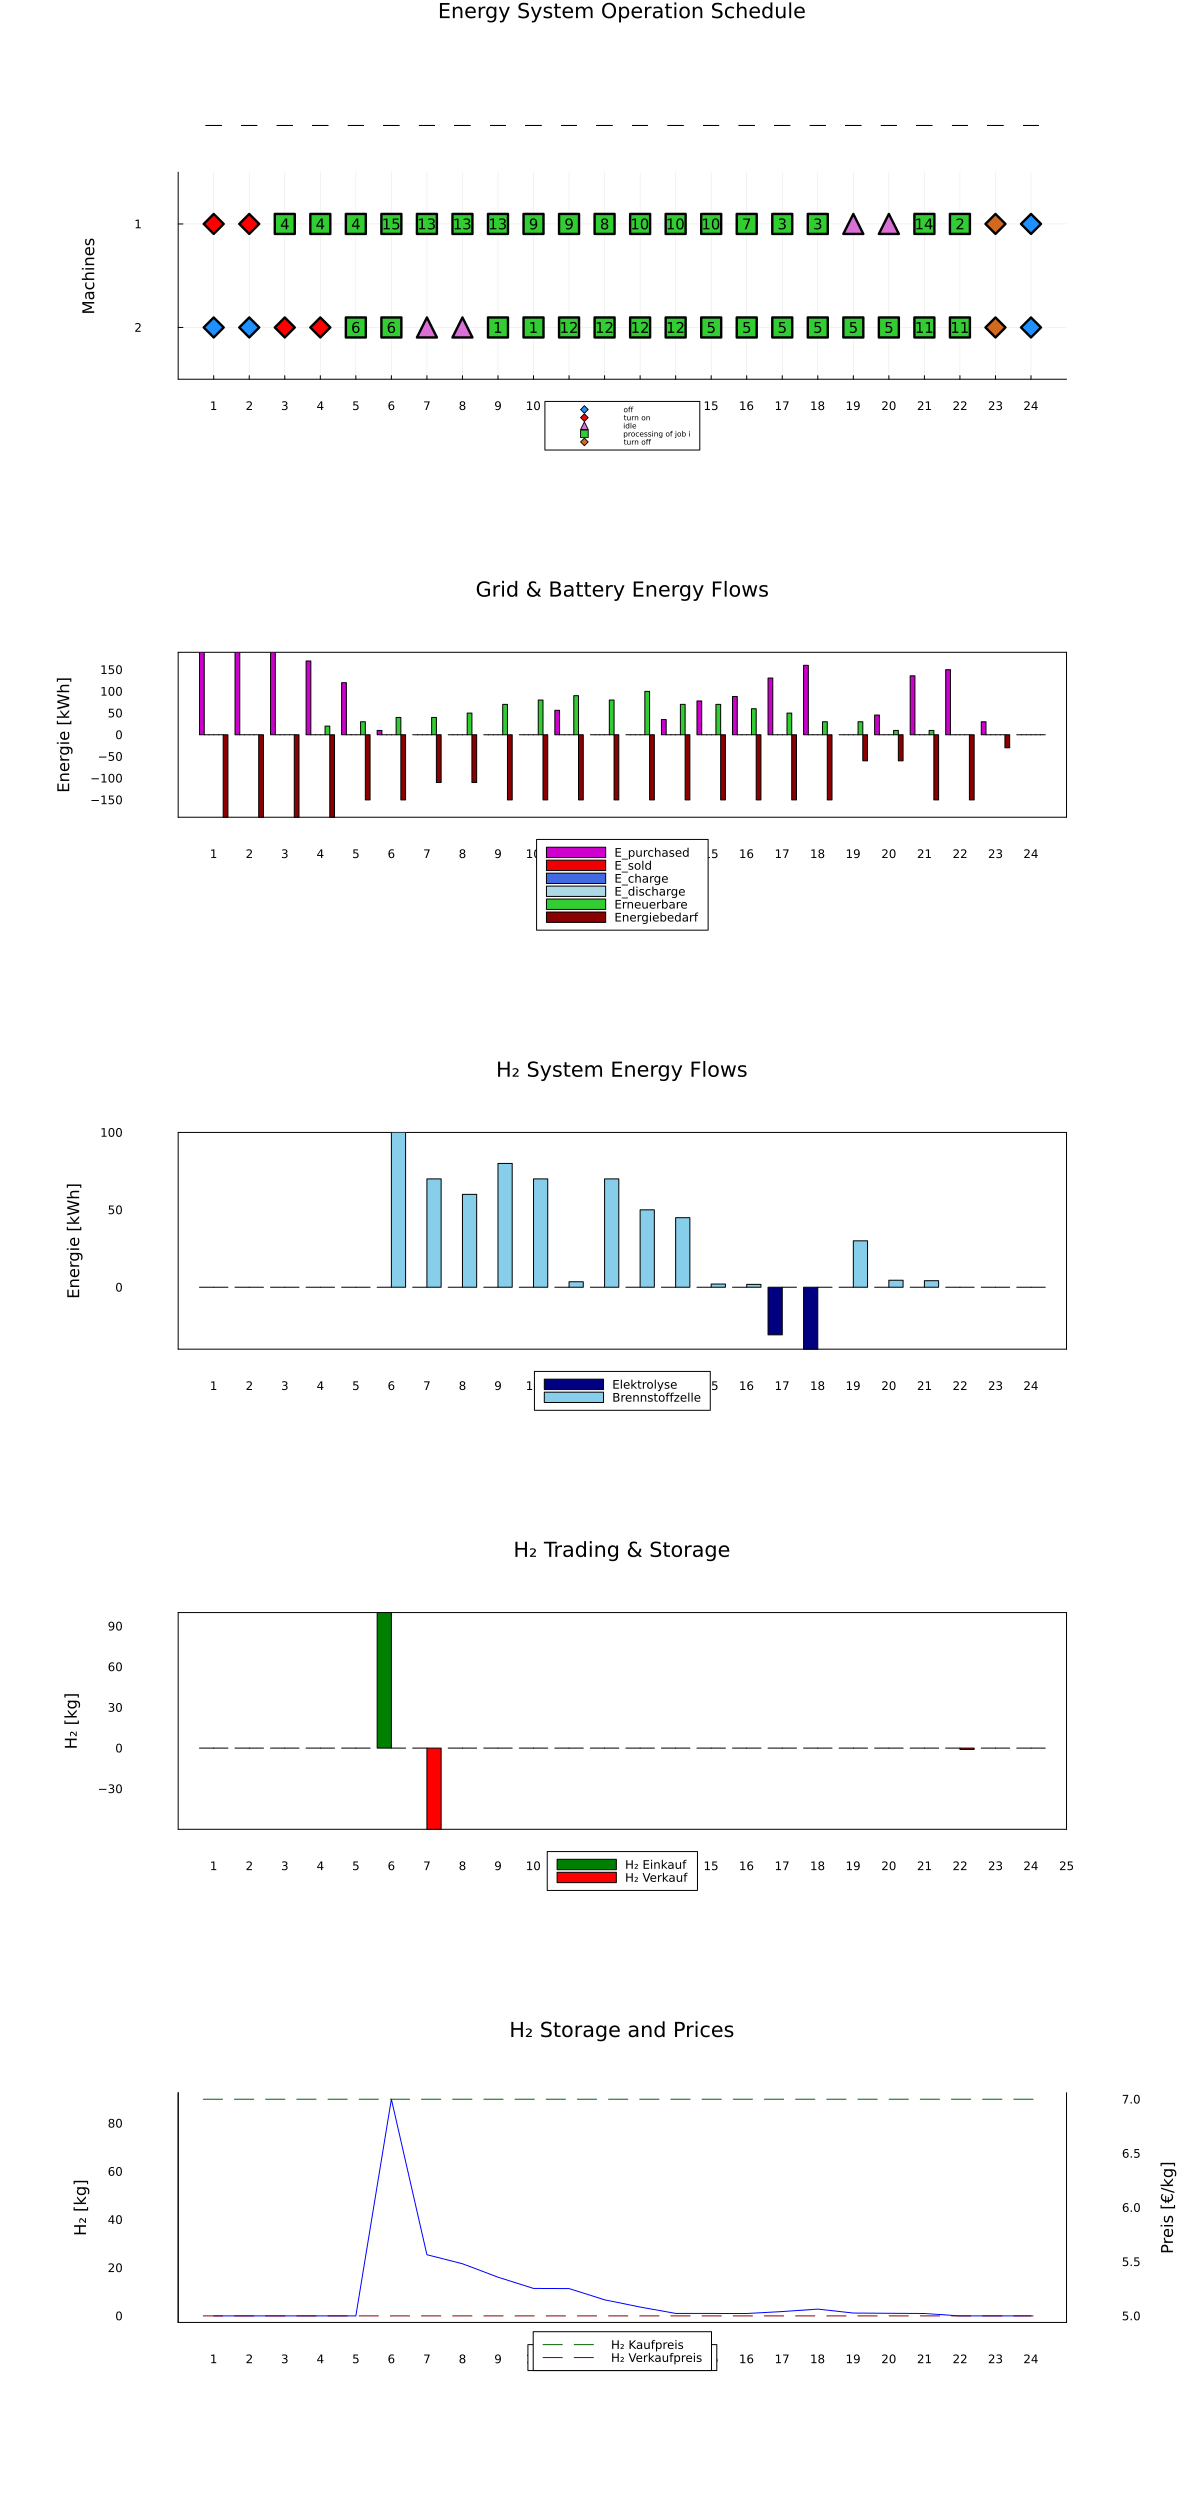 Energy System Operation Schedule
Machines
1
4 4 4 15 13 13 13 9 9 8 10 10 10 7 3 3 14 2
2
6 6 1 1 12 12 12 12 5 5 5 5 5 5 11 11
1 2 3 4 5 6 7 8 9 10 15 16 17 18 19 20 21 22 23 24
off
turn on
idle
processing of job i
turn off
Grid & Battery Energy Flows
Energie [kWh]
150
100
50
0
−50
−100
−150
1 2 3 4 5 6 7 8 9 10 15 16 17 18 19 20 21 22 23 24
E_purchased
E_sold
E_charge
E_discharge
Erneuerbare
Energiebedarf
H₂ System Energy Flows
Energie [kWh]
100
50
0
1 2 3 4 5 6 7 8 9 1 5 16 17 18 19 20 21 22 23 24
Elektrolyse
Brennstoffzelle
H₂ Trading & Storage
H₂ [kg]
90
60
30
0
−30
1 2 3 4 5 6 7 8 9 10 15 16 17 18 19 20 21 22 23 24 25
H₂ Einkauf
H₂ Verkauf
H₂ Storage and Prices
H₂ [kg]
80
60
40
20
0
7.0
6.5
6.0
5.5
5.0
Preis [€/kg]
1 2 3 4 5 6 7 8 9 16 17 18 19 20 21 22 23 24
H₂ Kaufpreis
H₂ Verkaufpreis